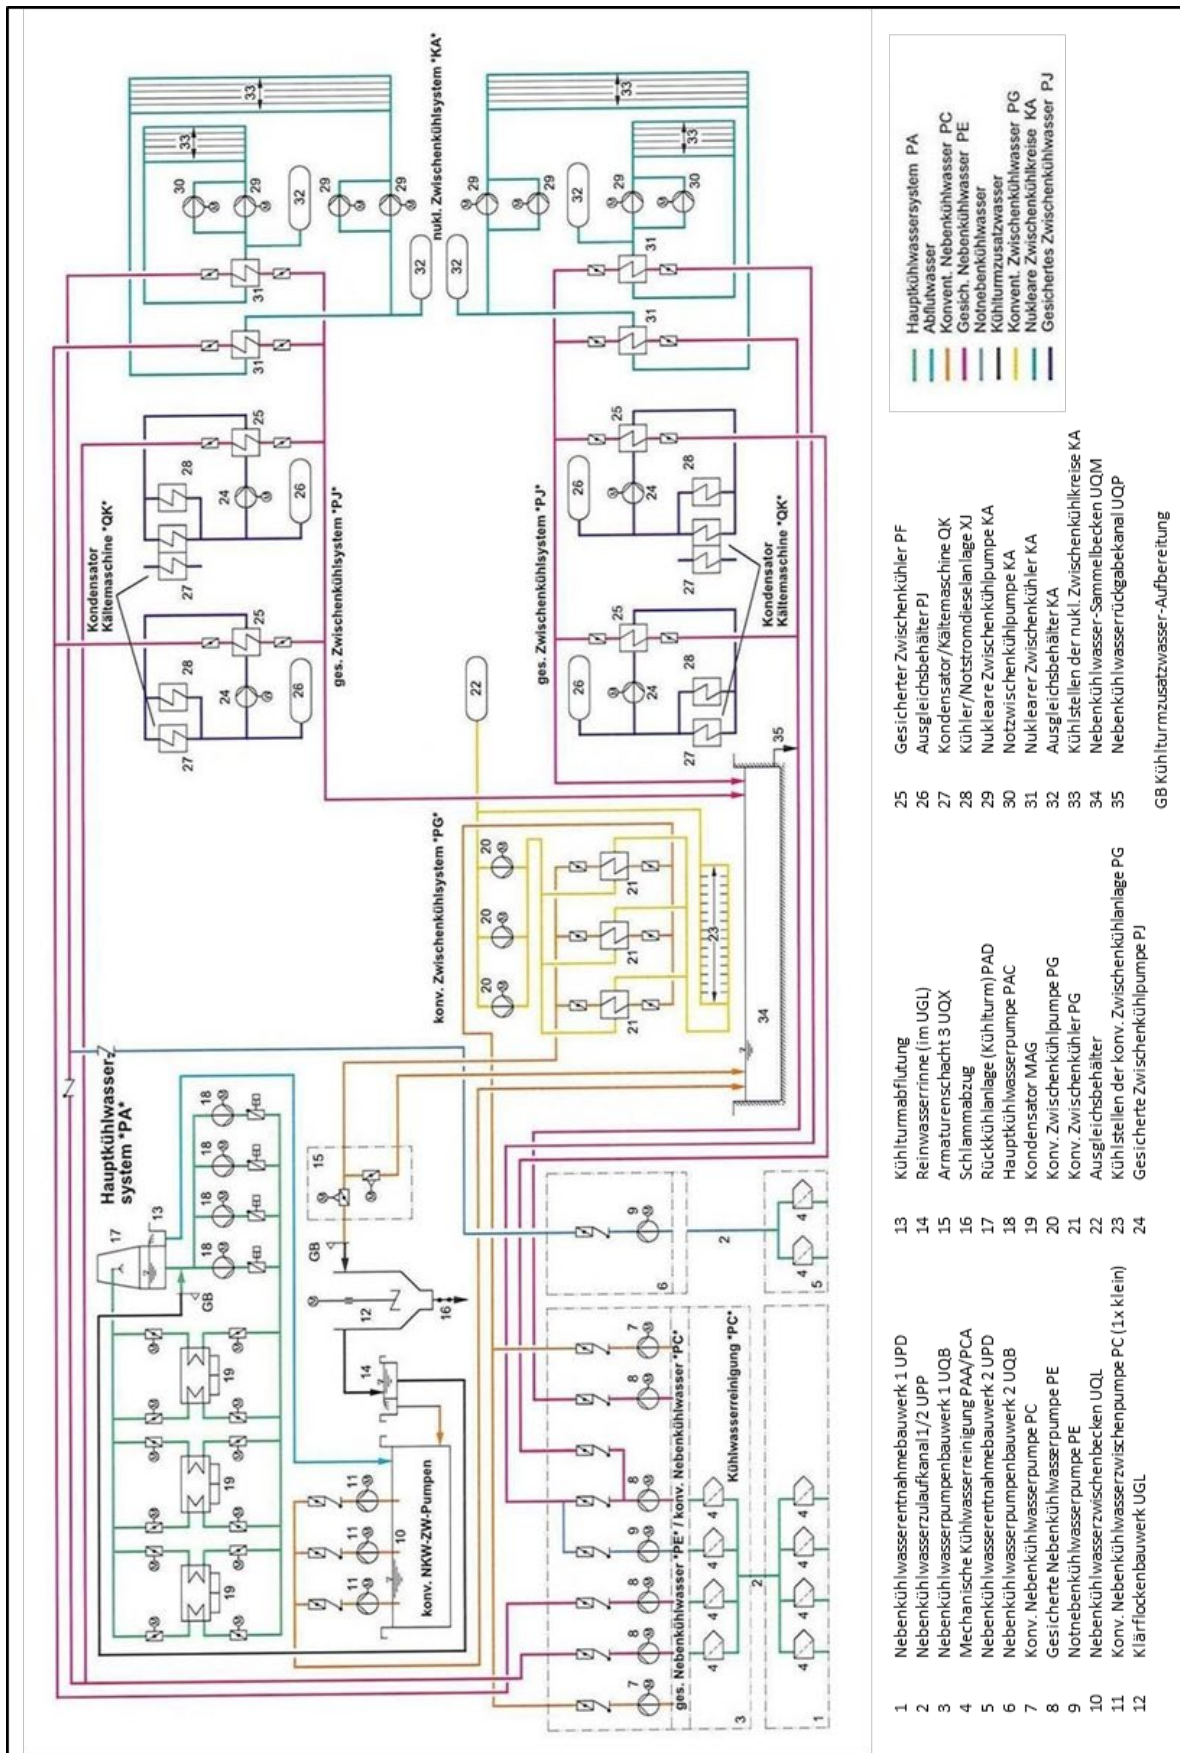 Hauptkühlwasser-
system "PA"
Kondensator
Kältemaschine "QK"
ges. Zwischenkühlsystem "PJ"
nukl. Zwischenkühlsystem "KA"
konv. Zwischenkühlsystem "PG"
ges. Zwischenkühlsystem "PJ"
Kondensator
Kältemaschine "QK"
konv. NKW-ZW-Pumpen
ges. Nebenkühlwasser "PE" / konv. Nebenkühlwasser "PC"
Kühlwasserreinigung "PC"
GB
GB
Hauptkühlwassersystem PA
Abflutwasser
Konvent. Nebenkühlwasser PC
Gesich. Nebenkühlwasser PE
Notnebenkühlwasser
Kühlturmzusatzwasser
Konvent. Zwischenkühlwasser PG
Nukleare Zwischenkühlkreise KA
Gesichertes Zwischenkühlwasser PJ
1 Nebenkühlwasserentnahmebauwerk 1 UPD
2 Nebenkühlwasserzulaufkanal 1/2 UPP
3 Nebenkühlwasserpumpenbauwerk 1 UQB
4 Mechanische Kühlwasserreinigung PAA/PCA
5 Nebenkühlwasserentnahmebauwerk 2 UPD
6 Nebenkühlwasserpumpenbauwerk 2 UQB
7 Konv. Nebenkühlwasserpumpe PC
8 Gesicherte Nebenkühlwasserpumpe PE
9 Notnebenkühlwasserpumpe PE
10 Nebenkühlwasserzwischenbecken UQL
11 Konv. Nebenkühlwasserzwischenpumpe PC (1x klein)
12 Klärflockenbauwerk UGL
13 Kühlturmabflutung
14 Reinwasserrinne (im UGL)
15 Armaturenschacht 3 UQX
16 Schlammabzug
17 Rückkühlanlage (Kühlturm) PAD
18 Hauptkühlwasserpumpe PAC
19 Kondensator MAG
20 Konv. Zwischenkühlpumpe PG
21 Konv. Zwischenkühler PG
22 Ausgleichsbehälter
23 Kühlstellen der konv. Zwischenkühlanlage PG
24 Gesicherte Zwischenkühlpumpe PJ
25 Gesicherter Zwischenkühler PF
26 Ausgleichsbehälter PJ
27 Kondensator/Kältemaschine QK
28 Kühler/Notstromdieselanlage XJ
29 Nukleare Zwischenkühlpumpe KA
30 Notzwischenkühlpumpe KA
31 Nuklearer Zwischenkühler KA
32 Ausgleichsbehälter KA
33 Kühlstellen der nukl. Zwischenkühlkreise KA
34 Nebenkühlwasser-Sammelbecken UQM
35 Nebenkühlwasserrückgabekanal UQP
GB Kühlturmzusatzwasser-Aufbereitung